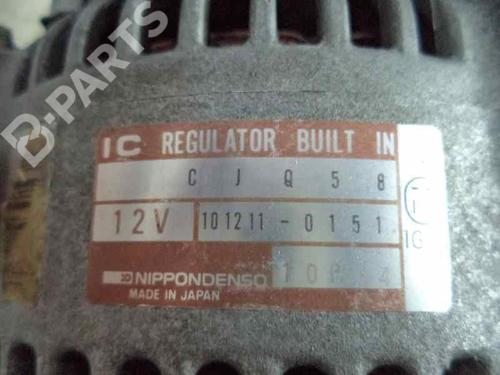 B-PARTS
IC REGULATOR BUILT IN
C J Q 5 8
12V 101211-0151
1G
NIPPONDENSO
MADE IN JAPAN